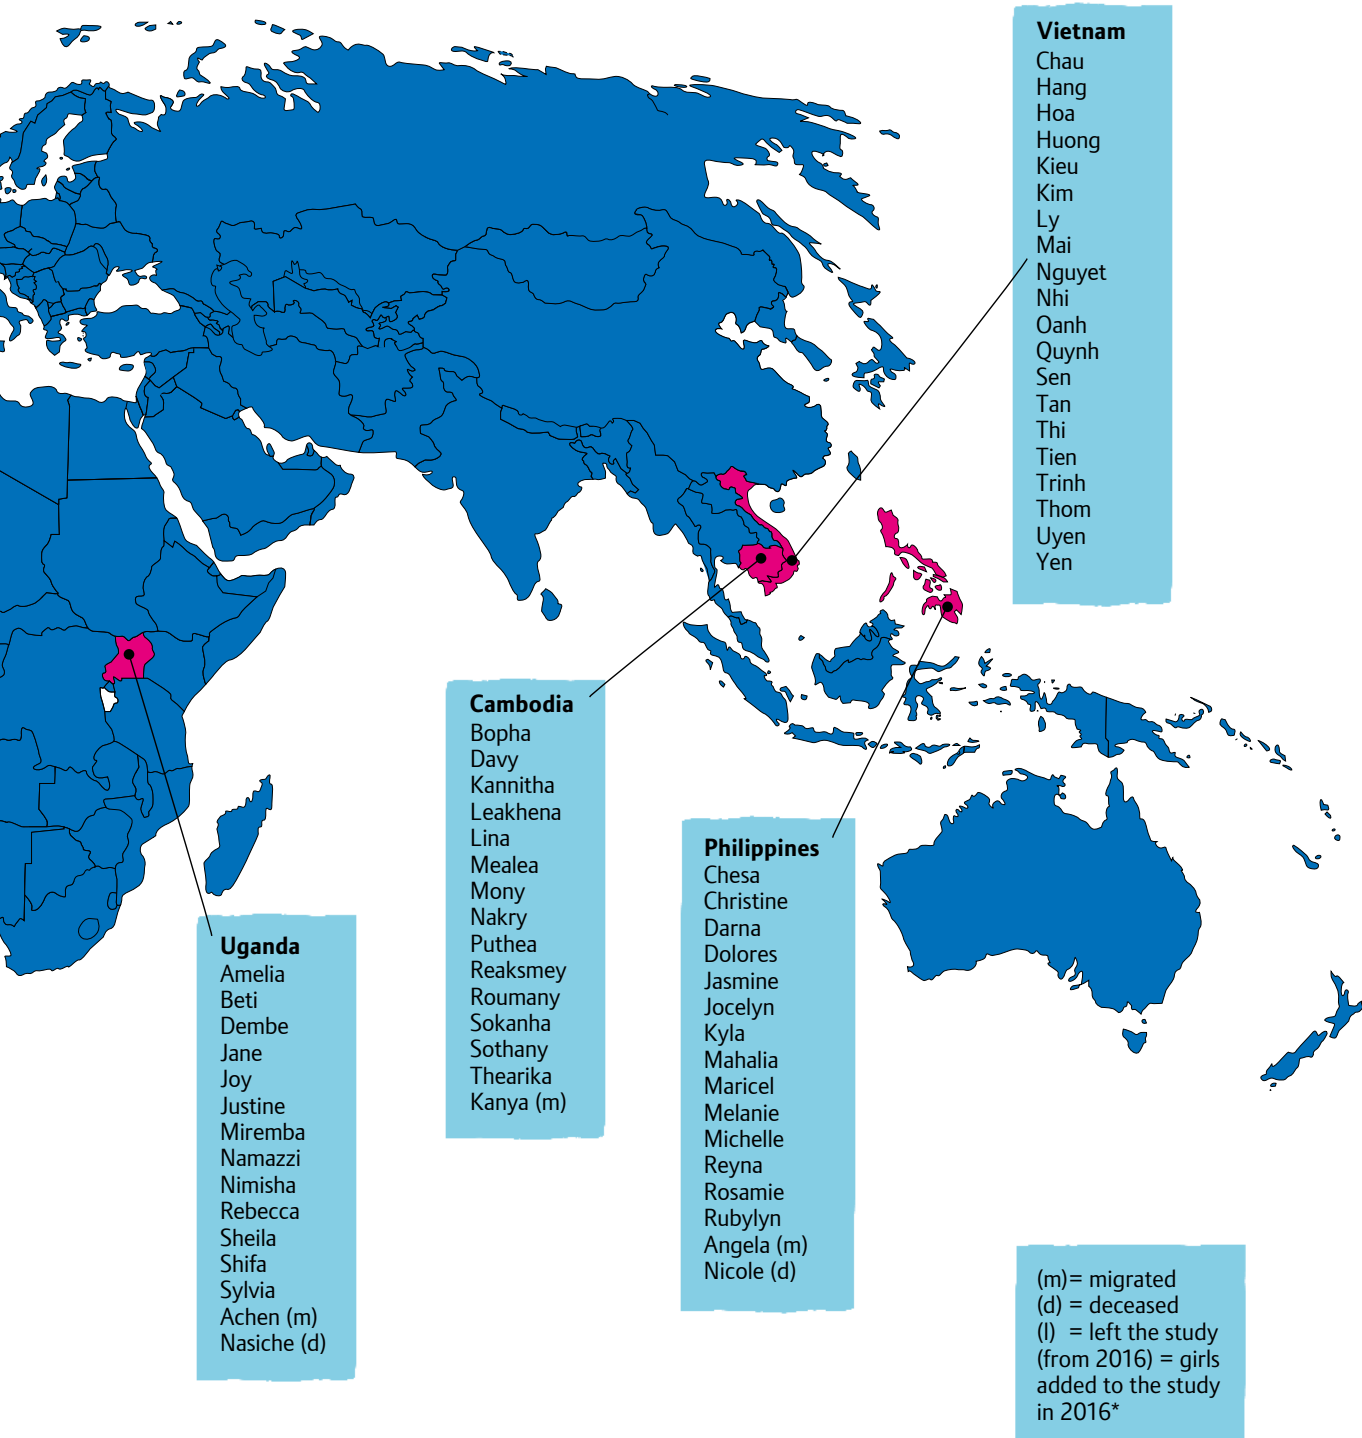 Vietnam
Chau
Hang
Hoa
Huong
Kieu
Kim
Ly
Mai
Nguyet
Nhi
Oanh
Quynh
Sen
Tan
Thi
Tien
Trinh
Thom
Uyen
Yen
Cambodia
Bopha
Davy
Kannitha
Leakhena
Lina
Mealea
Mony
Nakry
Puthea
Reaksmey
Roumany
Sokanha
Sothany
Thearika
Kanya (m)
Philippines
Chesa
Christine
Darna
Dolores
Jasmine
Jocelyn
Kyla
Mahalia
Maricel
Melanie
Michelle
Reyna
Rosamie
Rubylyn
Angela (m)
Nicole (d)
Uganda
Amelia
Beti
Dembe
Jane
Joy
Justine
Miremba
Namazzi
Nimisha
Rebecca
Sheila
Shifa
Sylvia
Achen (m)
Nasiche (d)
(m)= migrated
(d) = deceased
(l) = left the study
(from 2016) = girls
added to the study
in 2016*